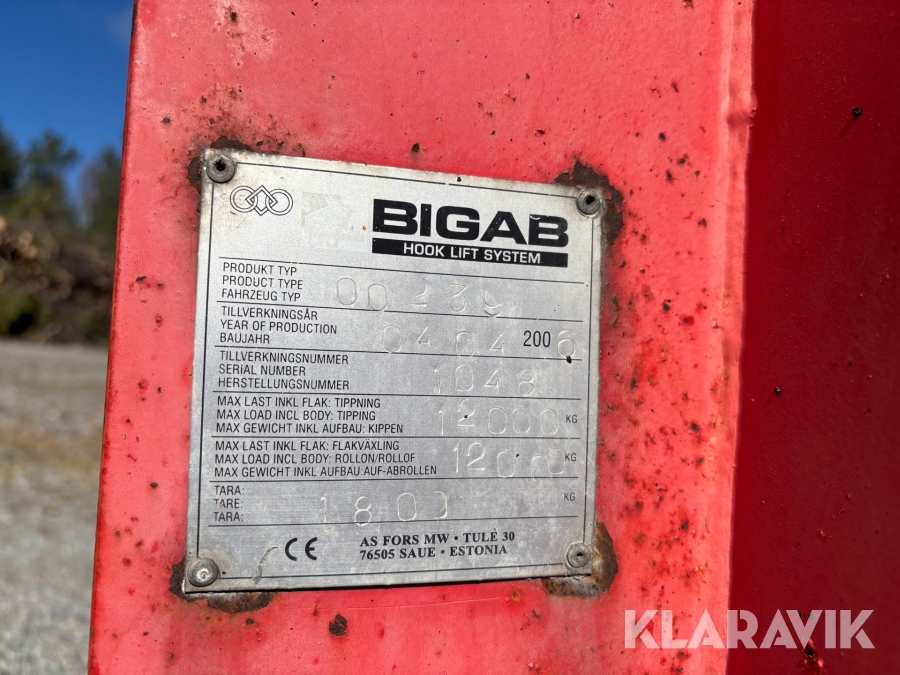 BIGAB
HOOK LIFT SYSTEM
PRODUKT TYP
PRODUCT TYPE
FAHRZEUG TYP
00239
TILLVERKNINGSÅR
YEAR OF PRODUCTION
BAUJAHR
0404 2006
TILLVERKNINGSNUMMER
SERIAL NUMBER
HERSTELLUNGSNUMMER
1048
MAX LAST INKL FLAK: TIPPNING
MAX LOAD INCL BODY: TIPPING
MAX GEWICHT INKL AUFBAU: KIPPEN
12000 KG
MAX LAST INKL FLAK: FLAKVÄXLING
MAX LOAD INCL BODY: ROLLON/ROLLOF
MAX GEWICHT INKL AUFBAU:AUF-ABROLLEN
12000 KG
TARA:
TARE:
TARA:
1800 KG
CE
AS FORS MW · TULE 30
76505 SAUE · ESTONIA
KLARAVIK